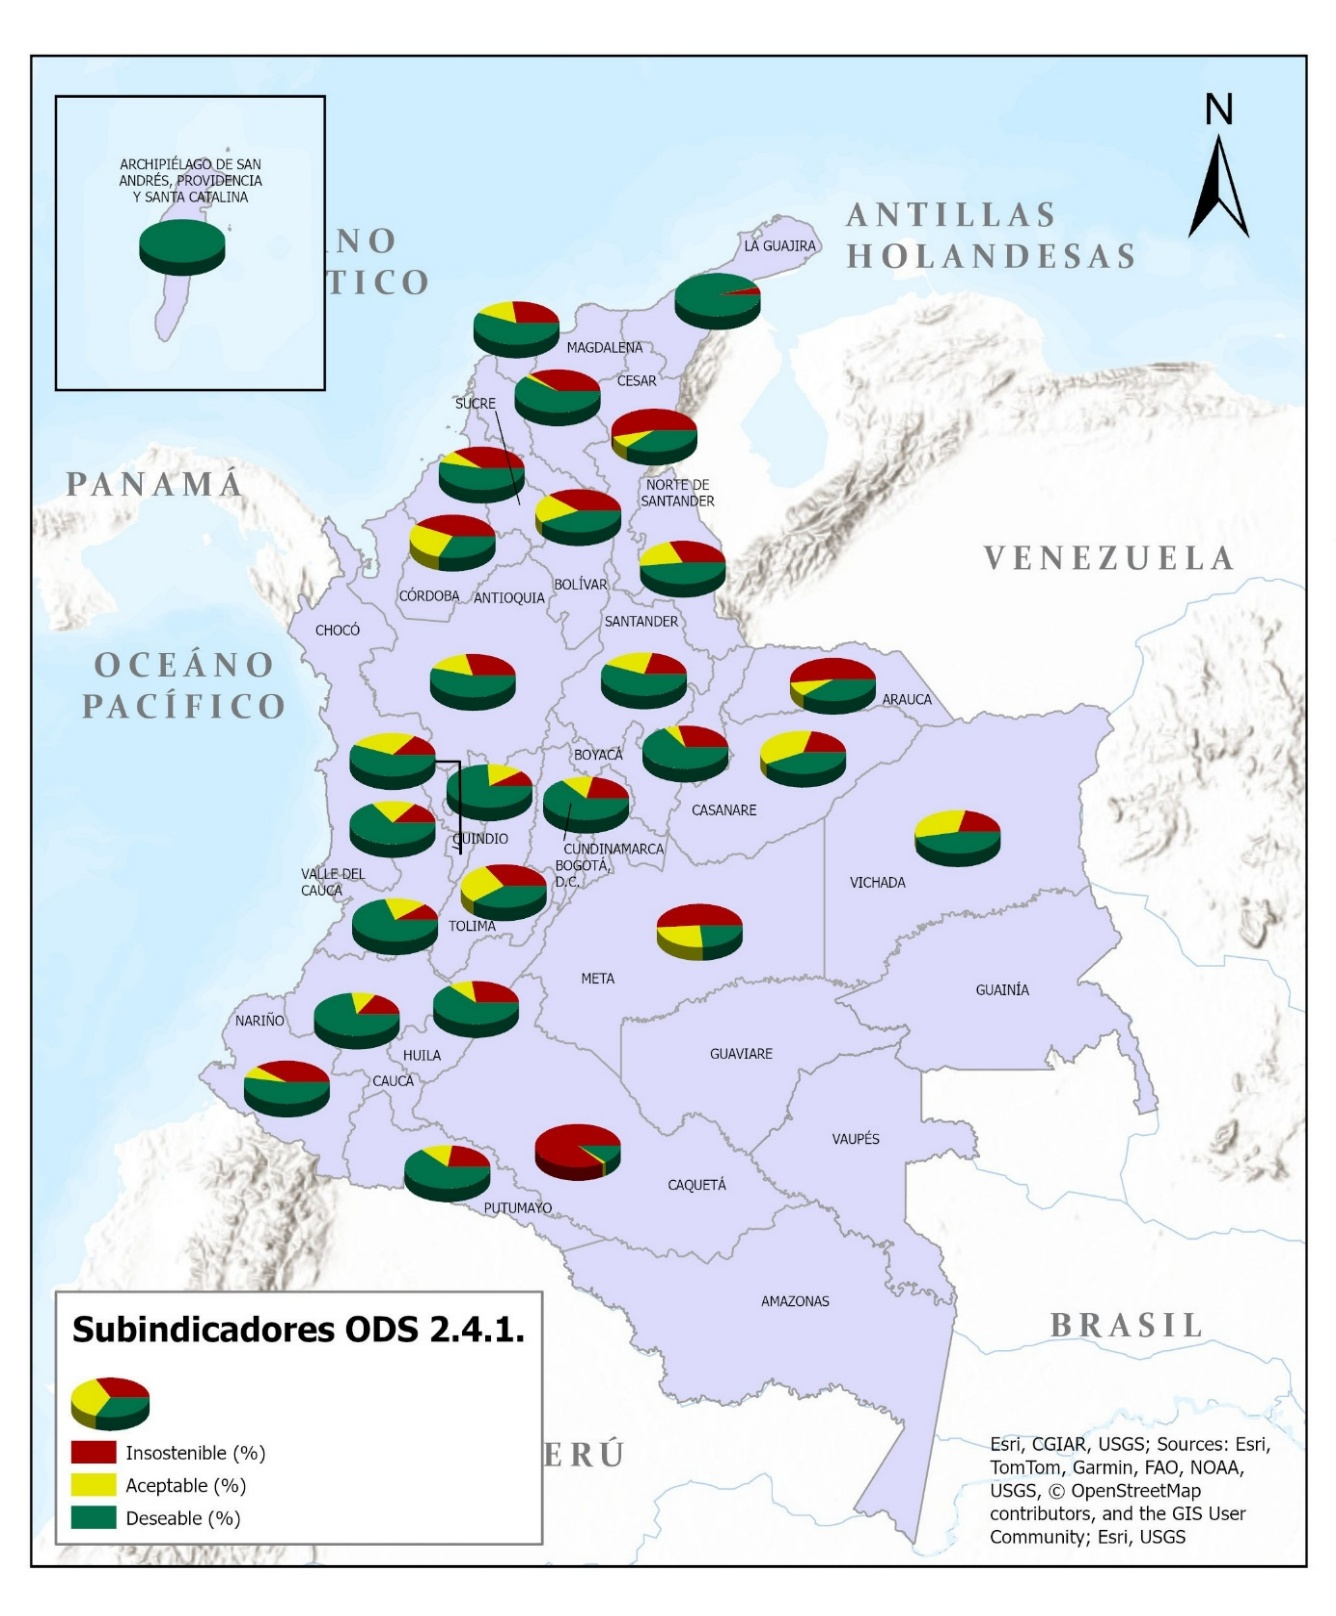 N
ARCHIPIÉLAGO DE SAN
ANDRÉS, PROVIDENCIA
Y SANTA CATALINA
NO
TICO
ANTILLAS
HOLANDESAS
LA GUAJIRA
MAGDALENA
CESAR
SUCRE
PANAMÁ
NORTE DE
SANTANDER
VENEZUELA
CÓRDOBA
ANTIOQUIA
BOLÍVAR
SANTANDER
CHOCÓ
OCEÁNO
PACÍFICO
ARAUCA
BOYACÁ
CASANARE
QUINDIO
CUNDINAMARCA
BOGOTÁ,
D.C.
VALLE DEL
CAUCA
VICHADA
TOLIMA
META
GUAINÍA
NARIÑO
HUILA
GUAVIARE
CAUCA
VAUPÉS
CAQUETÁ
PUTUMAYO
AMAZONAS
BRASIL
ERÚ
Subindicadores ODS 2.4.1.
Insostenible (%)
Aceptable (%)
Deseable (%)
Esri, CGIAR, USGS; Sources: Esri,
TomTom, Garmin, FAO, NOAA,
USGS, © OpenStreetMap
contributors, and the GIS User
Community; Esri, USGS